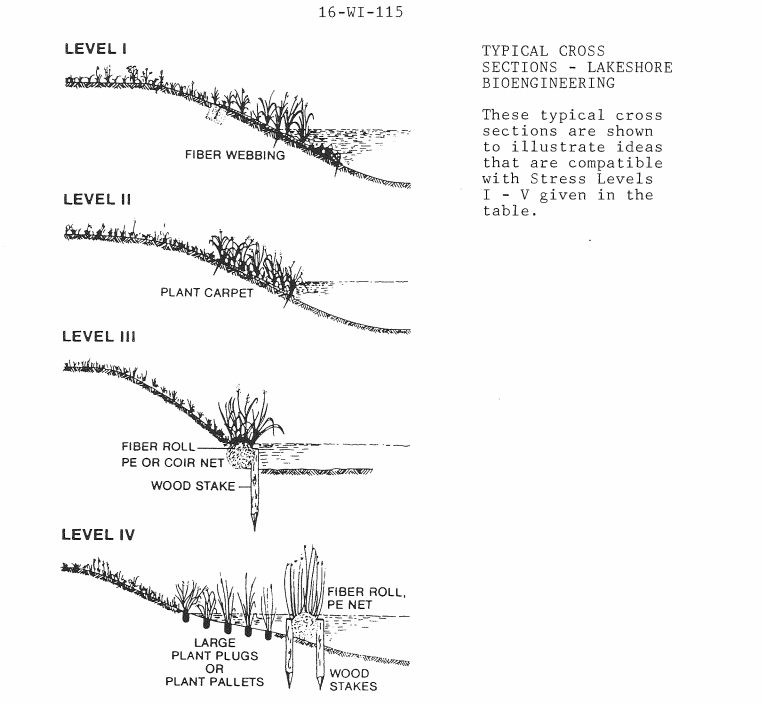 16-WI-115
TYPICAL CROSS
SECTIONS - LAKESHORE
BIOENGINEERING
These typical cross
sections are shown
to illustrate ideas
that are compatible
with Stress Levels
I - V given in the
table.
LEVEL I
FIBER WEBBING
LEVEL II
PLANT CARPET
LEVEL III
FIBER ROLL
PE OR COIR NET
WOOD STAKE
LEVEL IV
FIBER ROLL,
PE NET
LARGE
PLANT PLUGS
OR
PLANT PALLETS
WOOD
STAKES